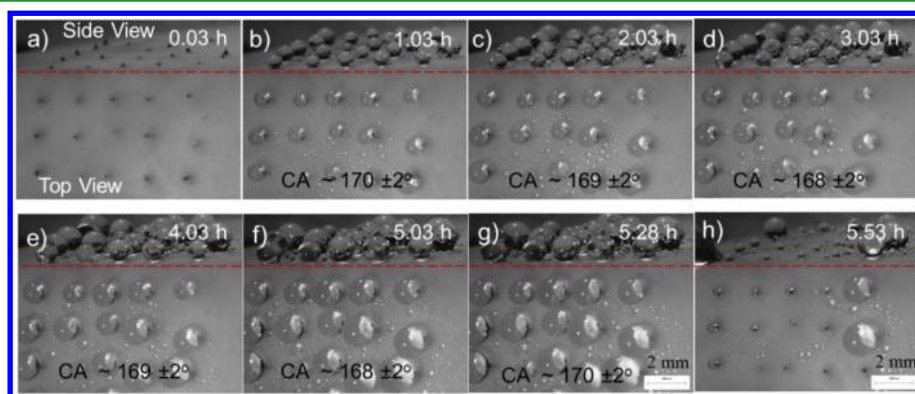 Side View
a) 0.03 h
Top View
b) 1.03 h
CA ~ 170 ±2°
c) 2.03 h
CA ~ 169 ±2°
d) 3.03 h
CA ~ 168 ±2°
e) 4.03 h
CA ~ 169 ±2°
f) 5.03 h
CA ~ 168 ±2°
g) 5.28 h
CA ~ 170 ±2°
2 mm
h) 5.53 h
2 mm